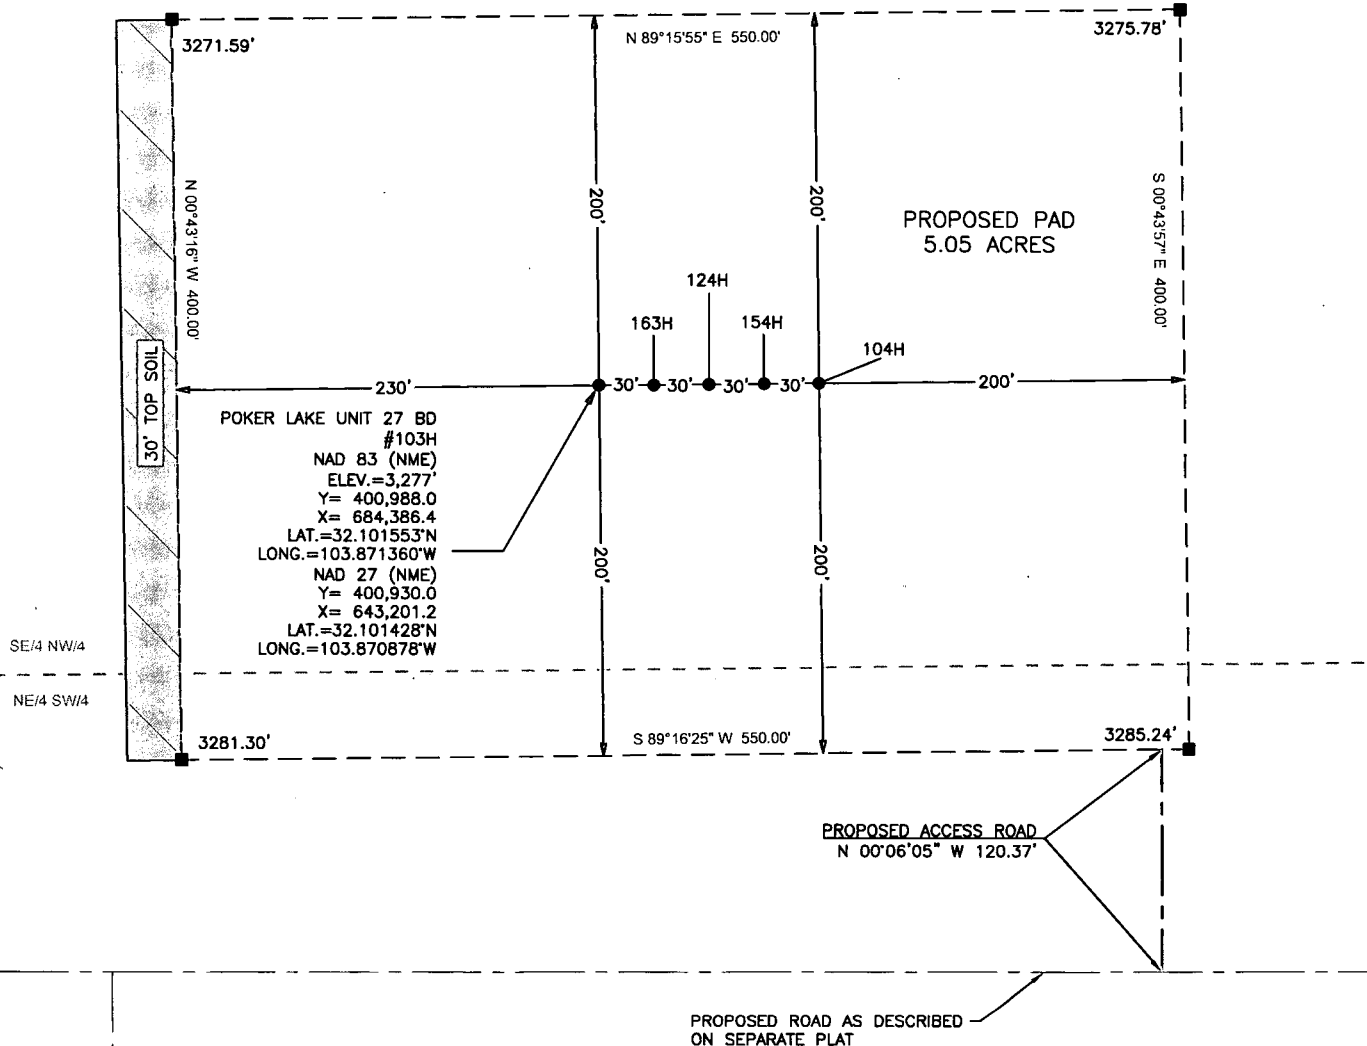 3271.59'
N 89°15'55" E 550.00'
3275.78'
N 00°43'16" W 400.00'
200'
200'
S 00°43'57" E 400.00'
PROPOSED PAD
5.05 ACRES
124H
163H
154H
104H
30' TOP SOIL
230'
30'
30'
30'
30'
200'
POKER LAKE UNIT 27 BD
#103H
NAD 83 (NME)
ELEV.=3,277'
Y= 400,988.0
X= 684,386.4
LAT.=32.101553°N
LONG.=103.871360°W
NAD 27 (NME)
Y= 400,930.0
X= 643,201.2
LAT.=32.101428°N
LONG.=103.870878°W
200'
200'
SE/4 NW/4
NE/4 SW/4
3281.30'
S 89°16'25" W 550.00'
3285.24'
PROPOSED ACCESS ROAD
N 00°06'05" W 120.37'
PROPOSED ROAD AS DESCRIBED
ON SEPARATE PLAT